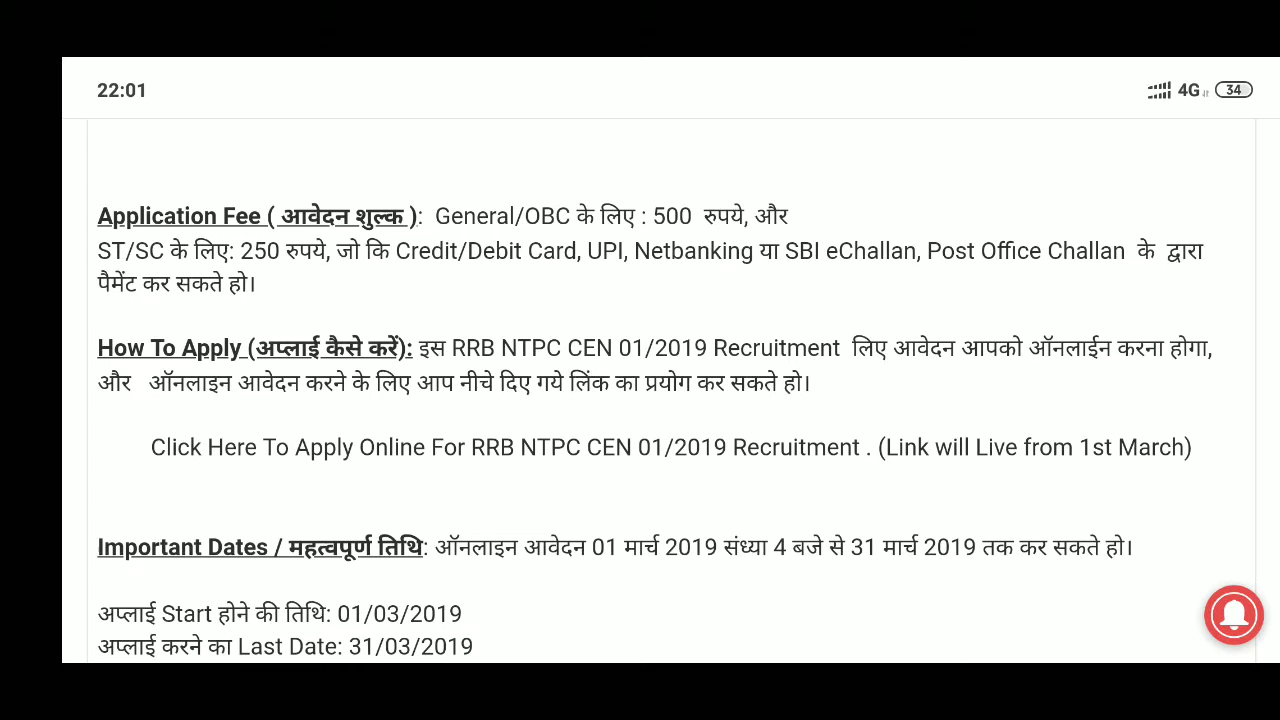 22:01 4G 34
Application Fee ( आवेदन शुल्क ): General/OBC के लिए : 500 रुपये, और
ST/SC के लिए: 250 रुपये, जो कि Credit/Debit Card, UPI, Netbanking या SBI eChallan, Post Office Challan के द्वारा
पैमेंट कर सकते हो।
How To Apply (अप्लाई कैसे करें): इस RRB NTPC CEN 01/2019 Recruitment लिए आवेदन आपको ऑनलाईन करना होगा,
और ऑनलाइन आवेदन करने के लिए आप नीचे दिए गये लिंक का प्रयोग कर सकते हो।
Click Here To Apply Online For RRB NTPC CEN 01/2019 Recruitment . (Link will Live from 1st March)
Important Dates / महत्वपूर्ण तिथि: ऑनलाइन आवेदन 01 मार्च 2019 संध्या 4 बजे से 31 मार्च 2019 तक कर सकते हो।
अप्लाई Start होने की तिथि: 01/03/2019
अप्लाई करने का Last Date: 31/03/2019